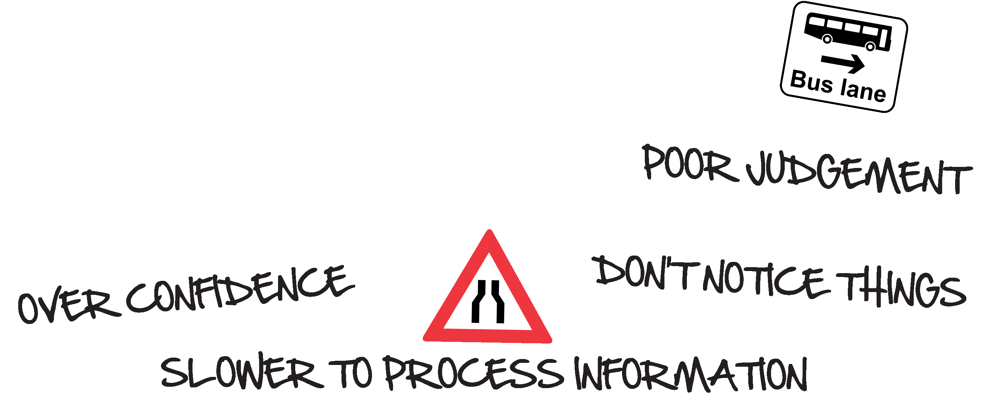 Bus lane
POOR JUDGEMENT
DON'T NOTICE THINGS
OVER CONFIDENCE
SLOWER TO PROCESS INFORMATION